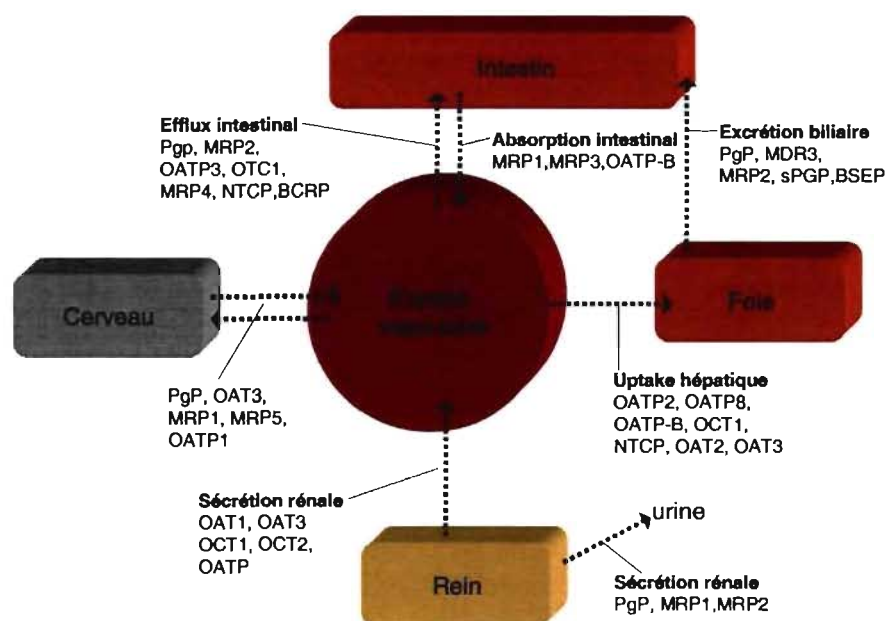 Intestin
Efflux intestinal
Pgp, MRP2,
OATP3, OTC1,
MRP4, NTCP,BCRP
Absorption intestinal
MRP1,MRP3,OATP-B
Excrétion biliaire
PgP, MDR3,
MRP2, sPGP,BSEP
Cerveau
Foie
PgP, OAT3,
MRP1, MRP5,
OATP1
Uptake hépatique
OATP2, OATP8,
OATP-B, OCT1,
NTCP, OAT2, OAT3
Sécrétion rénale
OAT1, OAT3
OCT1, OCT2,
OATP
Rein
urine
Sécrétion rénale
PgP, MRP1,MRP2